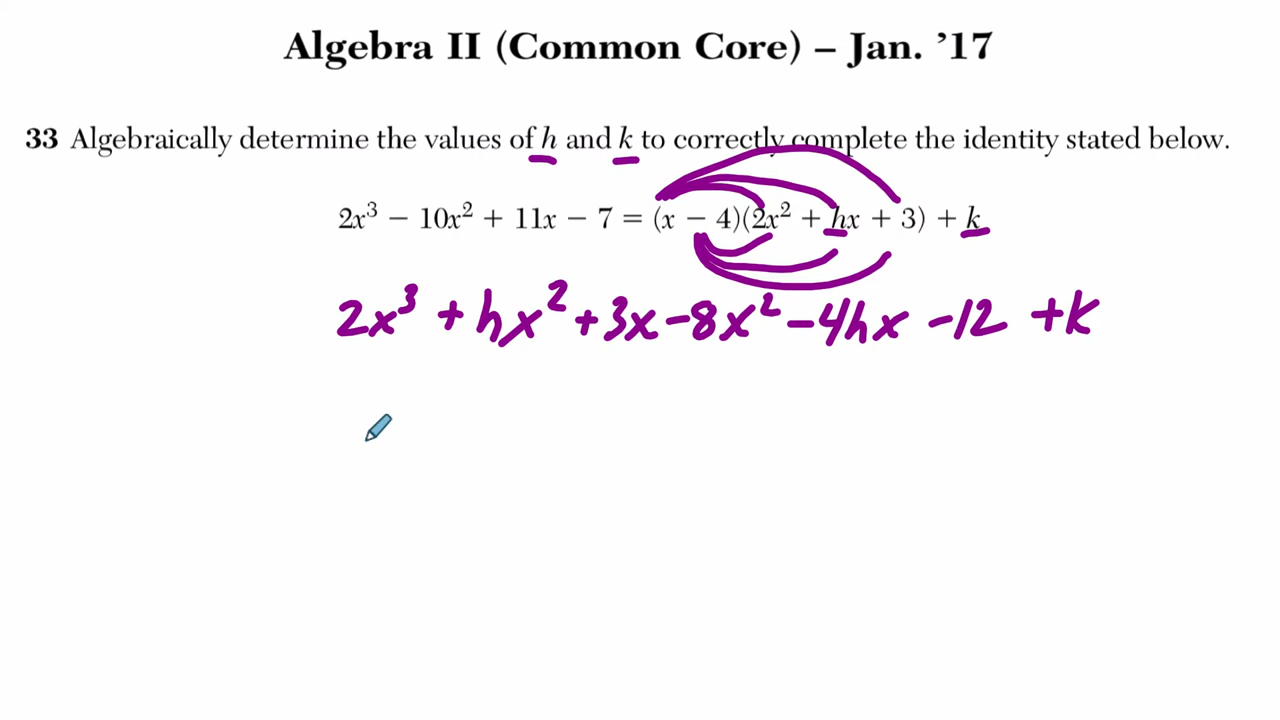 Algebra II (Common Core) – Jan. ’17
33 Algebraically determine the values of h and k to correctly complete the identity stated below.
2x³ − 10x² + 11x − 7 = (x − 4)(2x² + hx + 3) + k
2x³ + hx² + 3x - 8x² - 4hx - 12 + k